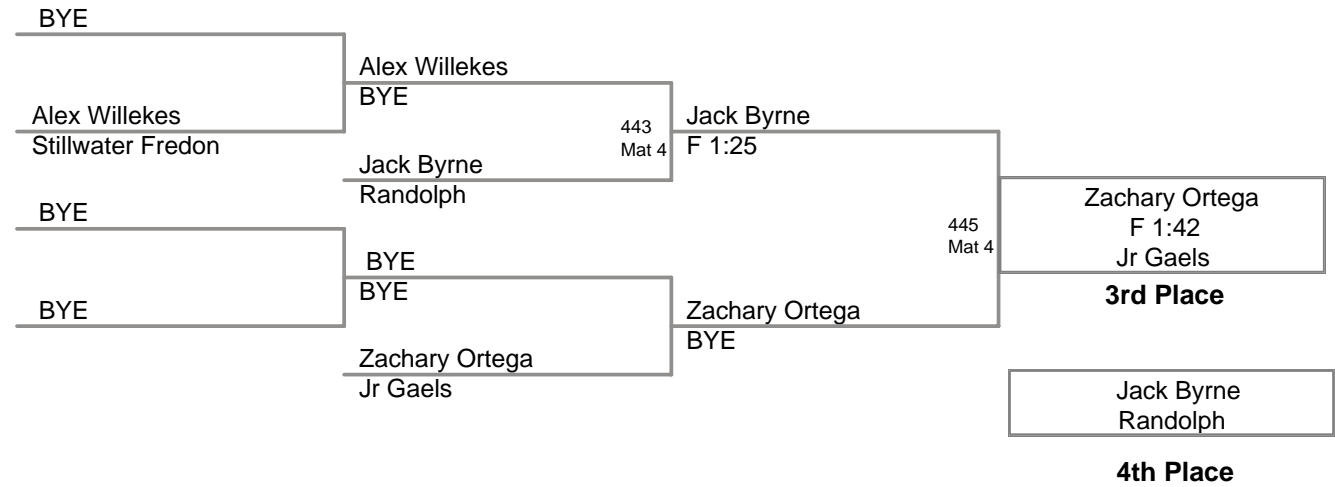 BYE
Alex Willekes
BYE
Alex Willekes
Stillwater Fredon
443
Mat 4
Jack Byrne
F 1:25
Jack Byrne
Randolph
BYE
445
Mat 4
Zachary Ortega
F 1:42
Jr Gaels
3rd Place
BYE
BYE
BYE
Zachary Ortega
BYE
Zachary Ortega
Jr Gaels
Jack Byrne
Randolph
4th Place